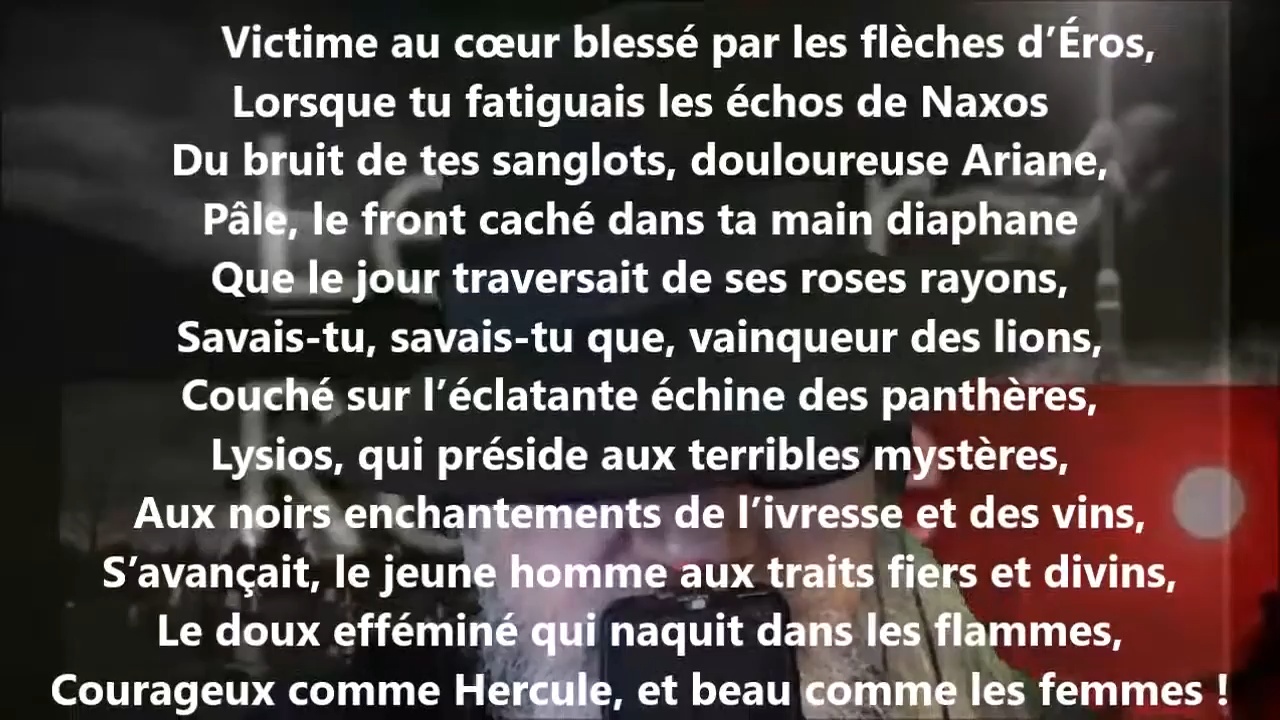 Victime au cœur blessé par les flèches d’Éros,
Lorsque tu fatiguais les échos de Naxos
Du bruit de tes sanglots, douloureuse Ariane,
Pâle, le front caché dans ta main diaphane
Que le jour traversait de ses roses rayons,
Savais-tu, savais-tu que, vainqueur des lions,
Couché sur l’éclatante échine des panthères,
Lysios, qui préside aux terribles mystères,
Aux noirs enchantements de l’ivresse et des vins,
S’avançait, le jeune homme aux traits fiers et divins,
Le doux efféminé qui naquit dans les flammes,
Courageux comme Hercule, et beau comme les femmes !